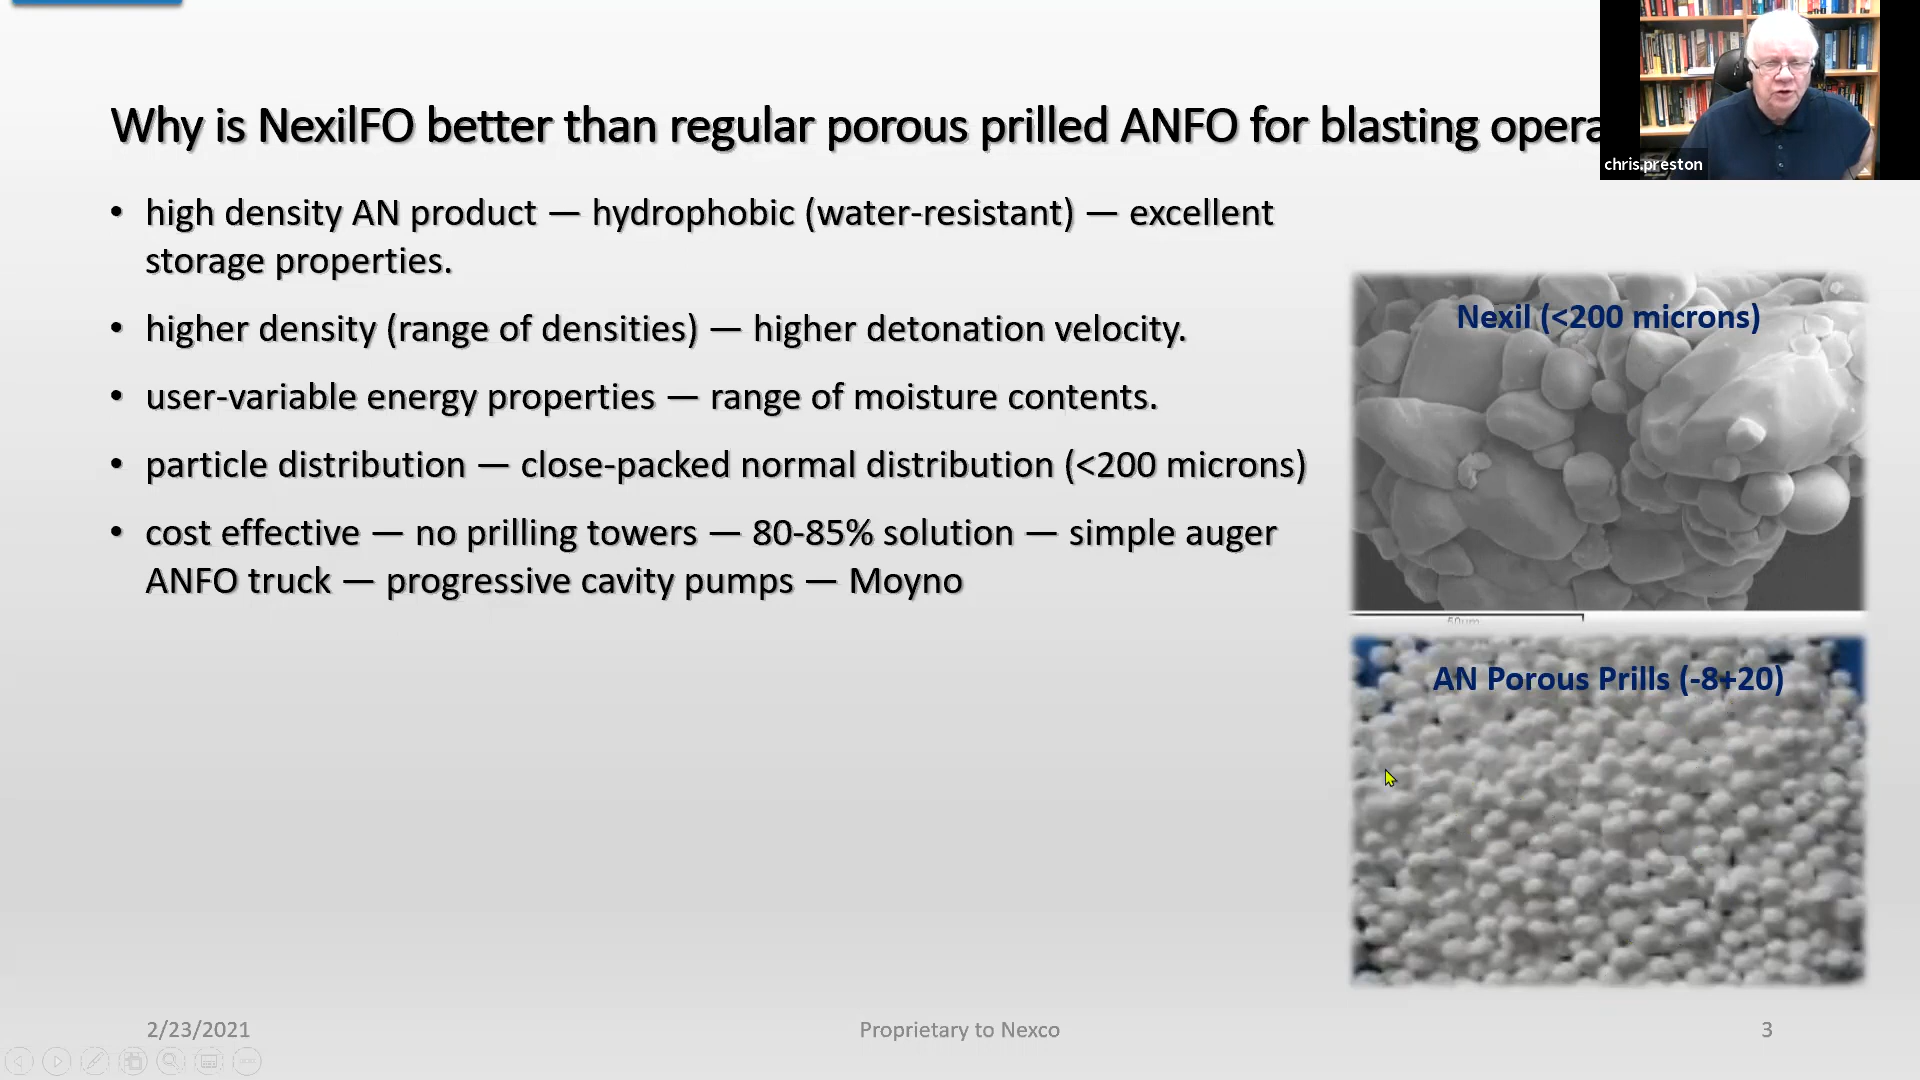 Why is NexilFO better than regular porous prilled ANFO for blasting opera
chris.preston
• high density AN product — hydrophobic (water-resistant) — excellent
storage properties.
• higher density (range of densities) — higher detonation velocity.
• user-variable energy properties — range of moisture contents.
• particle distribution — close-packed normal distribution (<200 microns)
• cost effective — no prilling towers — 80-85% solution — simple auger
ANFO truck — progressive cavity pumps — Moyno
Nexil (<200 microns)
50um
AN Porous Prills (-8+20)
2/23/2021
Proprietary to Nexco
3